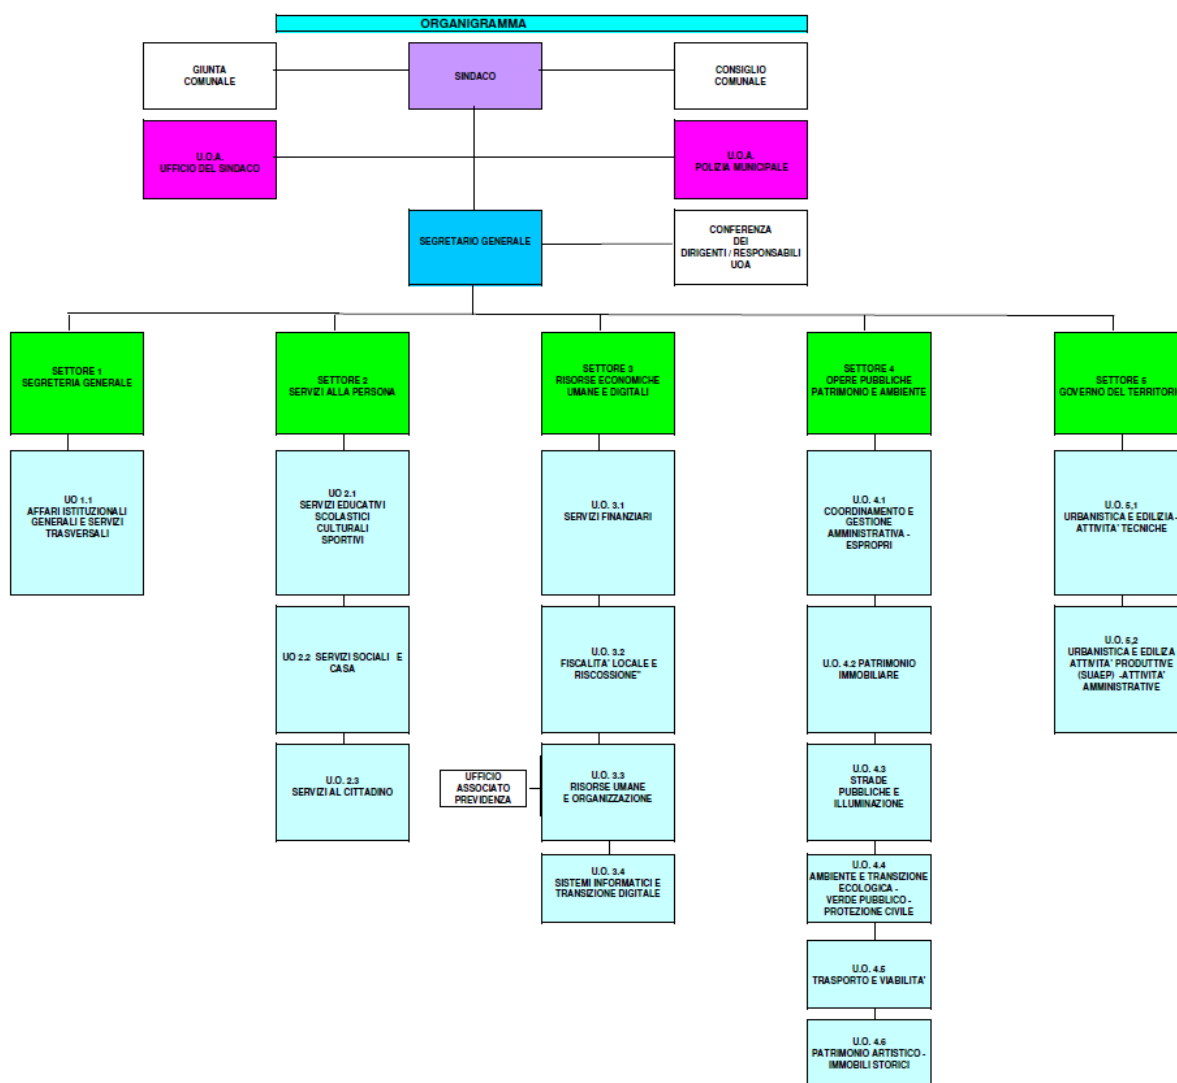 ORGANIGRAMMA
GIUNTA
COMUNALE
SINDACO
CONSIGLIO
COMUNALE
U.O.A.
UFFICIO DEL SINDACO
U.O.A.
POLIZIA MUNICIPALE
SEGRETARIO GENERALE
CONFERENZA
DEI
DIRIGENTI / RESPONSABILI
UOA
SETTORE 1
SEGRETERIA GENERALE
SETTORE 2
SERVIZI ALLA PERSONA
SETTORE 3
RISORSE ECONOMICHE
UMANE E DIGITALI
SETTORE 4
OPERE PUBBLICHE
PATRIMONIO E AMBIENTE
SETTORE 5
GOVERNO DEL TERRITORI
UO 1.1
AFFARI ISTITUZIONALI
GENERALI E SERVIZI
TRASVERSALI
UO 2.1
SERVIZI EDUCATIVI
SCOLASTICI
CULTURALI
SPORTIVI
U.O. 3.1
SERVIZI FINANZIARI
U.O. 4.1
COORDINAMENTO E
GESTIONE
AMMINISTRATIVA -
ESPROPRI
U.O. 5,1
URBANISTICA E EDILIZIA -
ATTIVITA' TECNICHE
UO 2.2 SERVIZI SOCIALI E
CASA
U.O. 3.2
FISCALITA' LOCALE E
RISCOSSIONE"
U.O. 4.2 PATRIMONIO
IMMOBILIARE
U.O. 5,2
URBANISTICA E EDILIZA
ATTIVITA' PRODUTTIVE
(SUAEP) -ATTIVITA'
AMMINISTRATIVE
U.O. 2.3
SERVIZI AL CITTADINO
UFFICIO
ASSOCIATO
PREVIDENZA
U.O. 3.3
RISORSE UMANE
E ORGANIZZAZIONE
U.O. 4.3
STRADE
PUBBLICHE E
ILLUMINAZIONE
U.O. 3.4
SISTEMI INFORMATICI E
TRANSIZIONE DIGITALE
U.O. 4.4
AMBIENTE E TRANSIZIONE
ECOLOGICA -
VERDE PUBBLICO -
PROTEZIONE CIVILE
U.O. 4.5
TRASPORTO E VIABILITA'
U.O. 4.6
PATRIMONIO ARTISTICO -
IMMOBILI STORICI